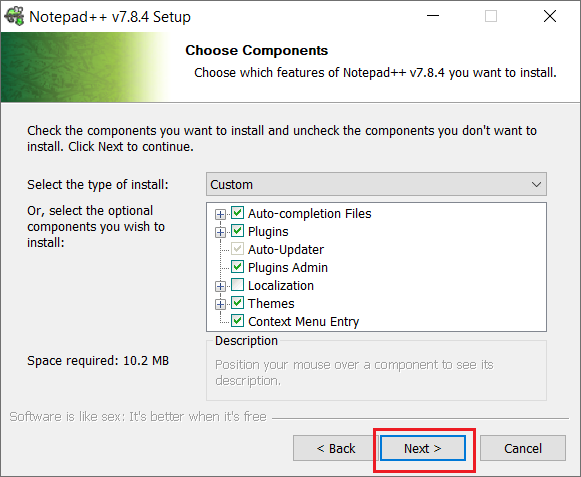 Notepad++ v7.8.4 Setup
Choose Components
Choose which features of Notepad++ v7.8.4 you want to install.
Check the components you want to install and uncheck the components you don't want to
install. Click Next to continue.
Select the type of install:
Custom
Or, select the optional
components you wish to
install:
Auto-completion Files
Plugins
Auto-Updater
Plugins Admin
Localization
Themes
Context Menu Entry
Space required: 10.2 MB
Description
Position your mouse over a component to see its
description.
Software is like sex: It's better when it's free
< Back
Next >
Cancel